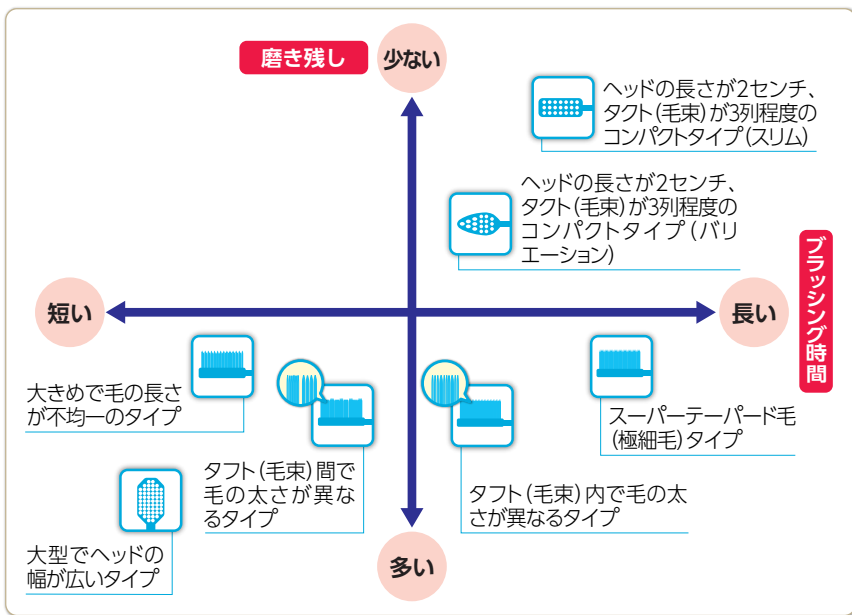 磨き残し
少ない
ヘッドの長さが2センチ、
タクト(毛束)が3列程度の
コンパクトタイプ(スリム)
ヘッドの長さが2センチ、
タクト(毛束)が3列程度の
コンパクトタイプ(バリ
エーション)
ブラッシング時間
短い
長い
大きめで毛の長さ
が不均一のタイプ
スーパーテーパード毛
(極細毛)タイプ
タフト(毛束)間で
毛の太さが異な
るタイプ
タフト(毛束)内で毛の太
さが異なるタイプ
大型でヘッドの
幅が広いタイプ
多い